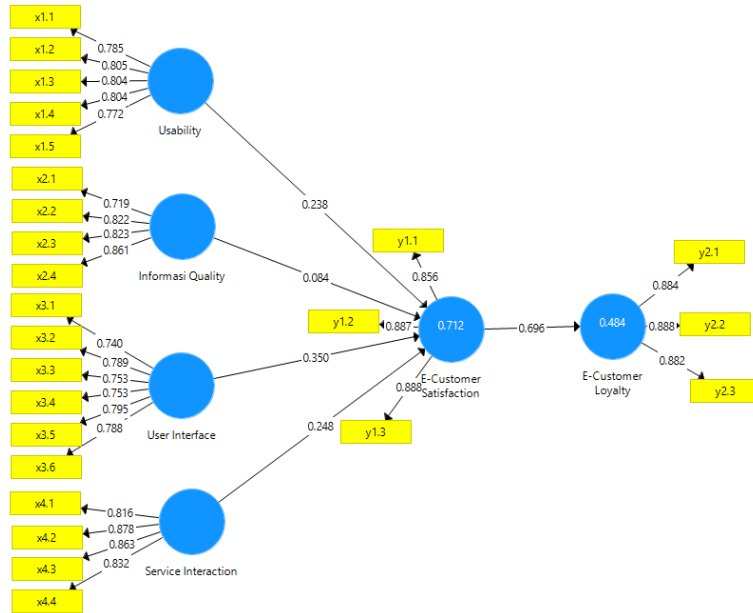 x1.1
x1.2
x1.3
x1.4
x1.5
0.785
0.805
0.804
0.804
0.772
Usability
x2.1
x2.2
x2.3
x2.4
0.719
0.822
0.823
0.861
Informasi Quality
x3.1
x3.2
x3.3
x3.4
x3.5
x3.6
0.740
0.789
0.753
0.753
0.795
0.788
User Interface
x4.1
x4.2
x4.3
x4.4
0.816
0.878
0.863
0.832
Service Interaction
0.238
0.084
0.350
0.248
y1.1
y1.2
y1.3
0.856
0.887
0.888
0.712
E-Customer
Satisfaction
0.696
0.484
E-Customer
Loyalty
0.884
0.888
0.882
y2.1
y2.2
y2.3